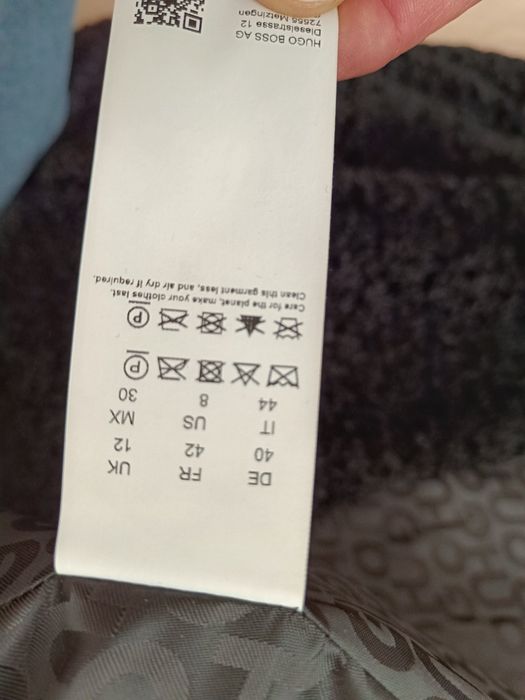 DE FR UK
40 42 12
IT US MX
44 8 30
P
P
Care for the planet, make your clothes last.
Clean this garment less, and air dry if required.
HUGO BOSS AG
Dieselstrasse 12
72555 Metzingen